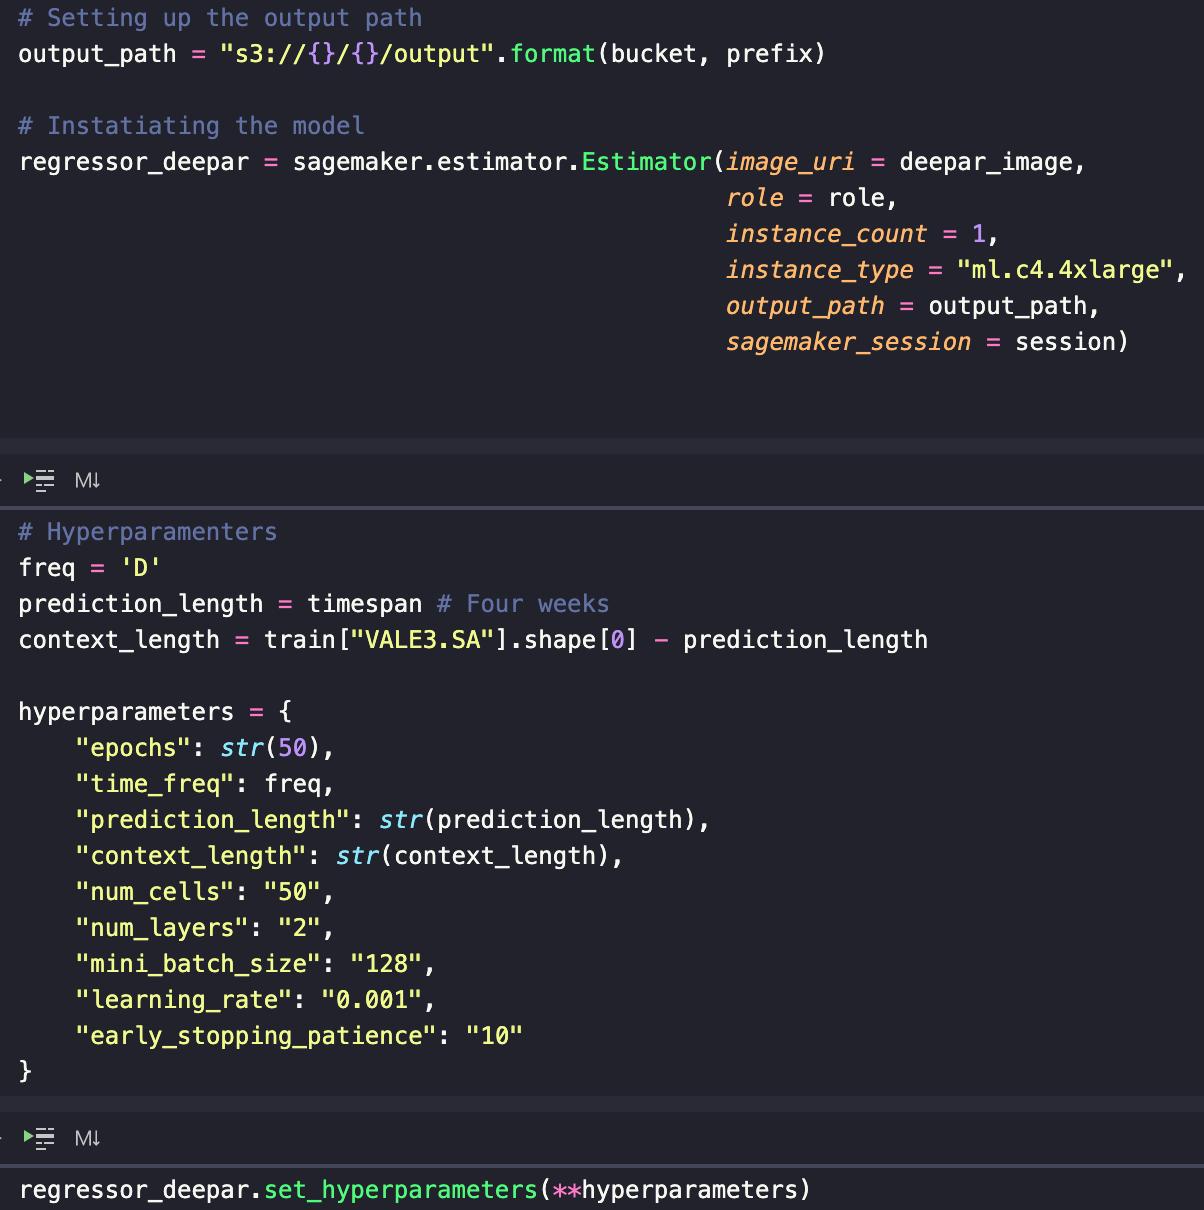 # Setting up the output path
output_path = "s3://{}/{}/output".format(bucket, prefix)
# Instatiating the model
regressor_deepar = sagemaker.estimator.Estimator(image_uri = deepar_image,
role = role,
instance_count = 1,
instance_type = "ml.c4.4xlarge",
output_path = output_path,
sagemaker_session = session)
M↓
# Hyperparamenters
freq = 'D'
prediction_length = timespan # Four weeks
context_length = train["VALE3.SA"].shape[0] - prediction_length
hyperparameters = {
"epochs": str(50),
"time_freq": freq,
"prediction_length": str(prediction_length),
"context_length": str(context_length),
"num_cells": "50",
"num_layers": "2",
"mini_batch_size": "128",
"learning_rate": "0.001",
"early_stopping_patience": "10"
}
M↓
regressor_deepar.set_hyperparameters(**hyperparameters)